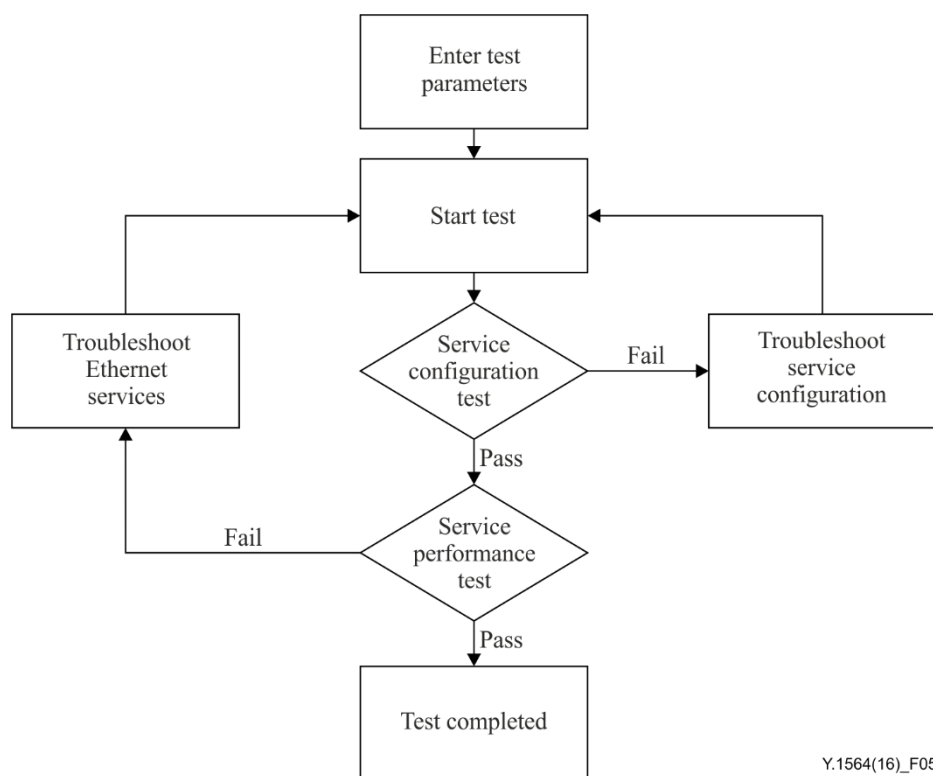 Enter test
parameters
Start test
Troubleshoot
Ethernet
services
Service
configuration
test
Fail
Troubleshoot
service
configuration
Pass
Fail
Service
performance
test
Pass
Test completed
Y.1564(16)_F05